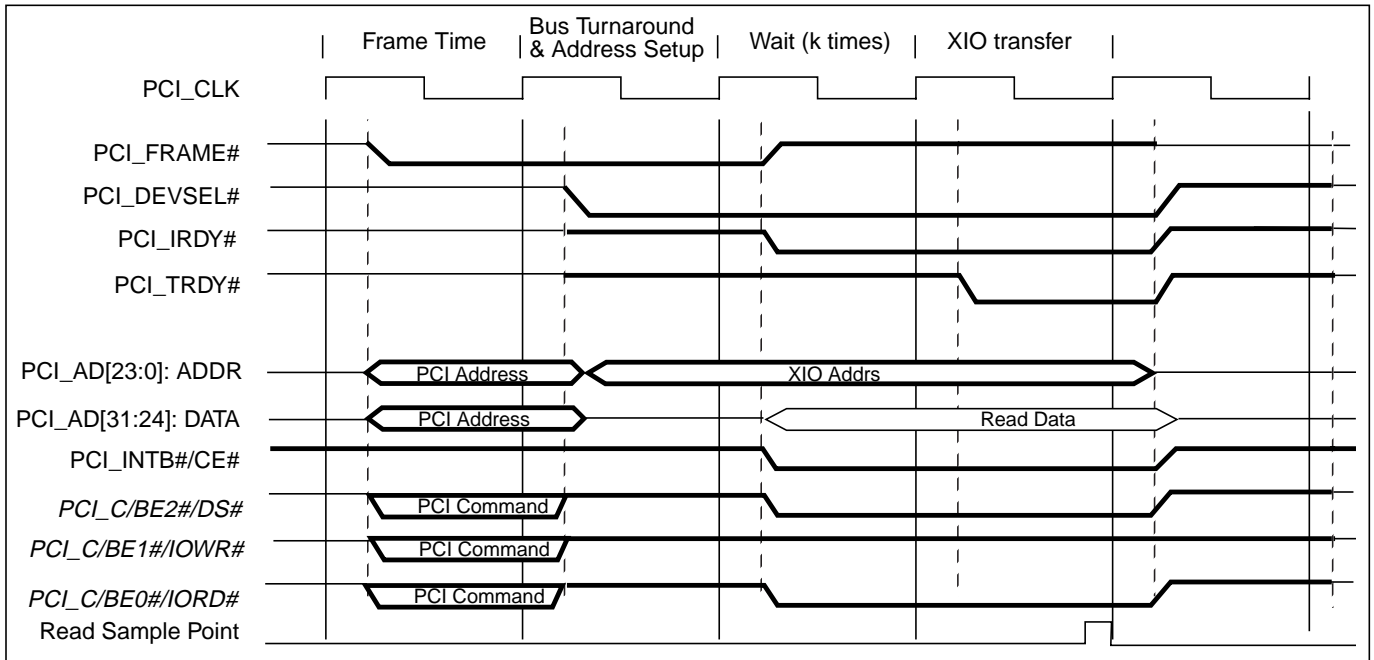 Frame Time
Bus Turnaround
& Address Setup
Wait (k times)
XIO transfer
PCI_CLK
PCI_FRAME#
PCI_DEVSEL#
PCI_IRDY#
PCI_TRDY#
PCI_AD[23:0]: ADDR
PCI Address
XIO Addrs
PCI_AD[31:24]: DATA
PCI Address
Read Data
PCI_INTB#/CE#
PCI_C/BE2#/DS#
PCI Command
PCI_C/BE1#/IOWR#
PCI Command
PCI_C/BE0#/IORD#
PCI Command
Read Sample Point